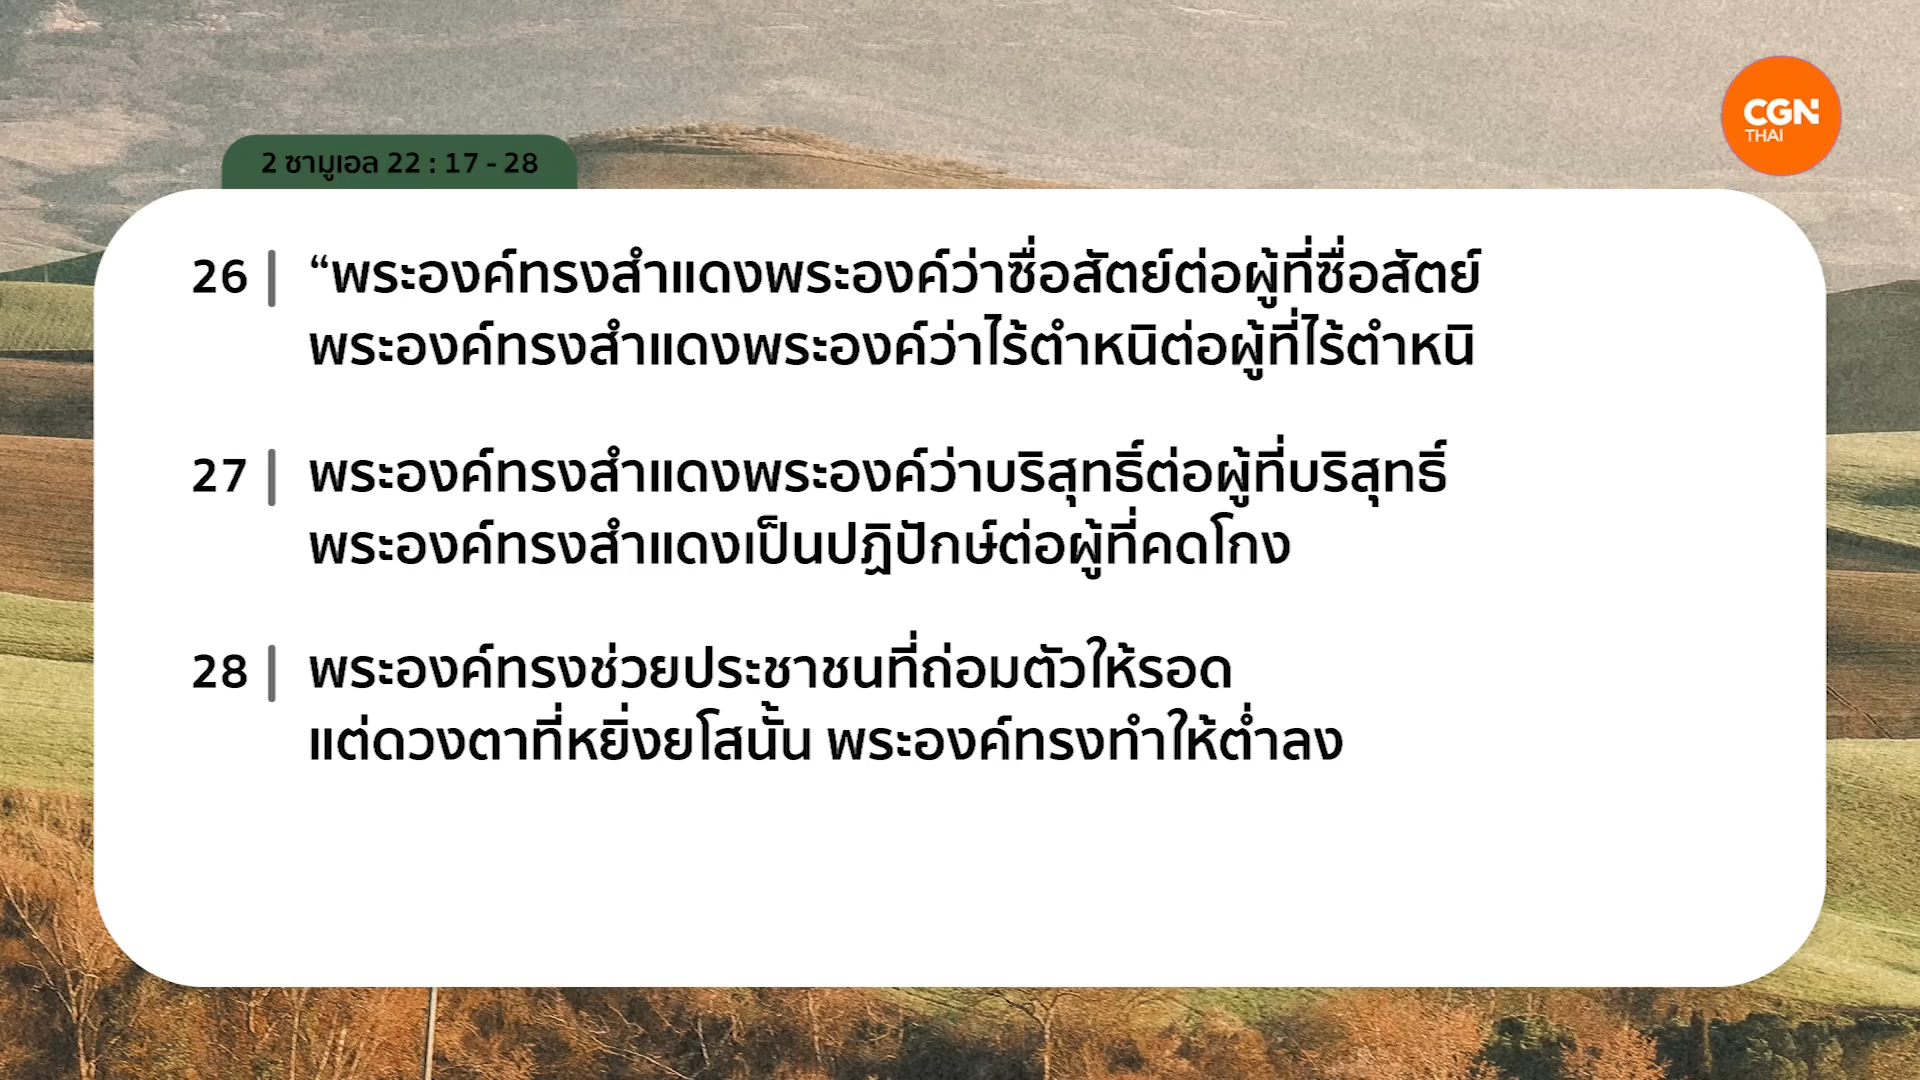 CGN
THAI
2 ซามูเอล 22 : 17 - 28
26 “พระองค์ทรงสำแดงพระองค์ว่าซื่อสัตย์ต่อผู้ที่ซื่อสัตย์
พระองค์ทรงสำแดงพระองค์ว่าไร้ตำหนิต่อผู้ที่ไร้ตำหนิ
27 พระองค์ทรงสำแดงพระองค์ว่าบริสุทธิ์ต่อผู้ที่บริสุทธิ์
พระองค์ทรงสำแดงเป็นปฏิปักษ์ต่อผู้ที่คดโกง
28 พระองค์ทรงช่วยประชาชนที่ถ่อมตัวให้รอด
แต่ดวงตาที่หยิ่งยโสนั้น พระองค์ทรงทำให้ต่ำลง